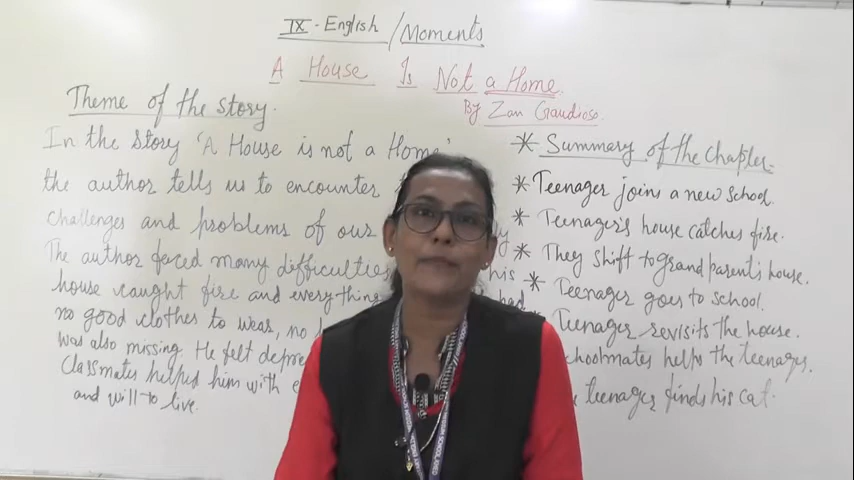 IX - English / Moments
A House Is Not a Home
By Zan Gaudioso.
Theme of the story.
In the story 'A House is not a Home'
the author tells us to encounter
challenges and problems of our
The author faced many difficulties his
house caught fire and everything had
no good clothes to wear, no
was also missing. He felt
Classmates helped him with
and will to live.
* Summary of the Chapter.
* Teenager joins a new school.
* Teenager's house catches fire.
* They shift to grandparent's house.
* Teenager goes to school.
Teenager revisits the house.
helps the teenager.
teenager finds his cat.